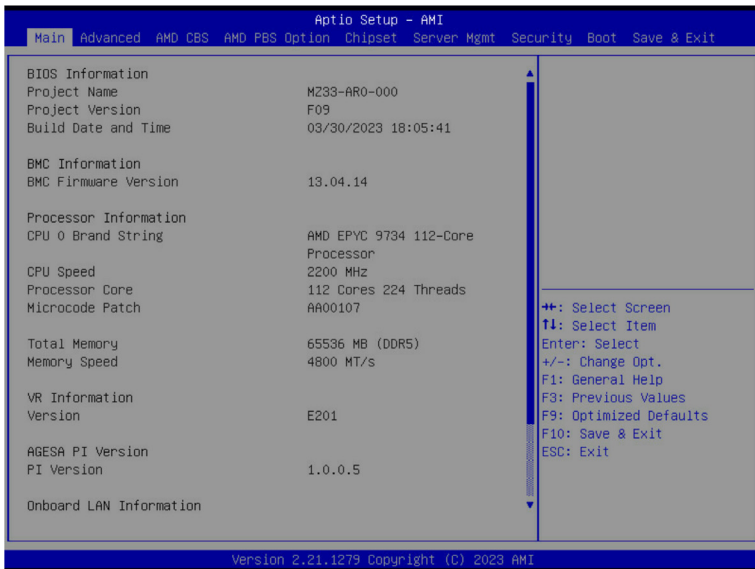 Aptio Setup – AMI
Main Advanced AMD CBS AMD PBS Option Chipset Server Mgmt Security Boot Save & Exit
BIOS Information
Project Name MZ33-AR0-000
Project Version F09
Build Date and Time 03/30/2023 18:05:41
BMC Information
BMC Firmware Version 13.04.14
Processor Information
CPU 0 Brand String AMD EPYC 9734 112-Core
Processor
CPU Speed 2200 MHz
Processor Core 112 Cores 224 Threads
Microcode Patch AA00107
Total Memory 65536 MB (DDR5)
Memory Speed 4800 MT/s
VR Information
Version E201
AGESA PI Version
PI Version 1.0.0.5
Onboard LAN Information
→←: Select Screen
↑↓: Select Item
Enter: Select
+/-: Change Opt.
F1: General Help
F3: Previous Values
F9: Optimized Defaults
F10: Save & Exit
ESC: Exit
Version 2.21.1279 Copyright (C) 2023 AMI